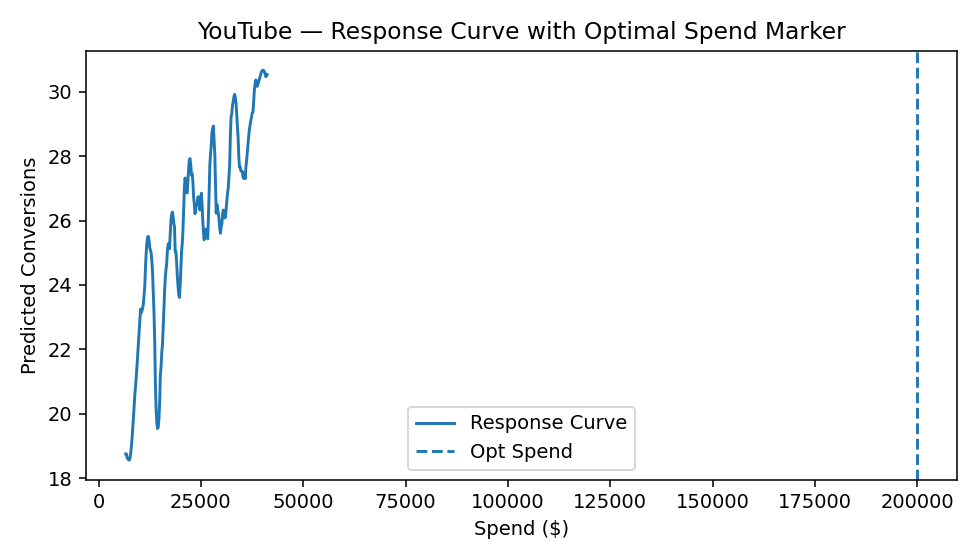 YouTube — Response Curve with Optimal Spend Marker
Predicted Conversions
30
28
26
24
22
20
18
Response Curve
Opt Spend
0 25000 50000 75000 100000 125000 150000 175000 200000
Spend ($)